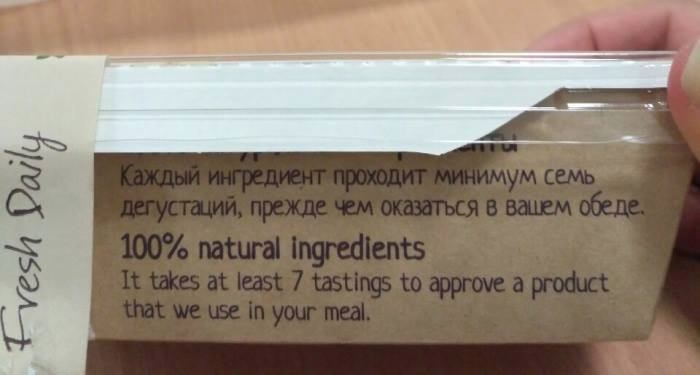 Fresh Daily
Каждый ингредиент проходит минимум семь
дегустаций, прежде чем оказаться в вашем обеде.
100% natural ingredients
It takes at least 7 tastings to approve a product
that we use in your meal.